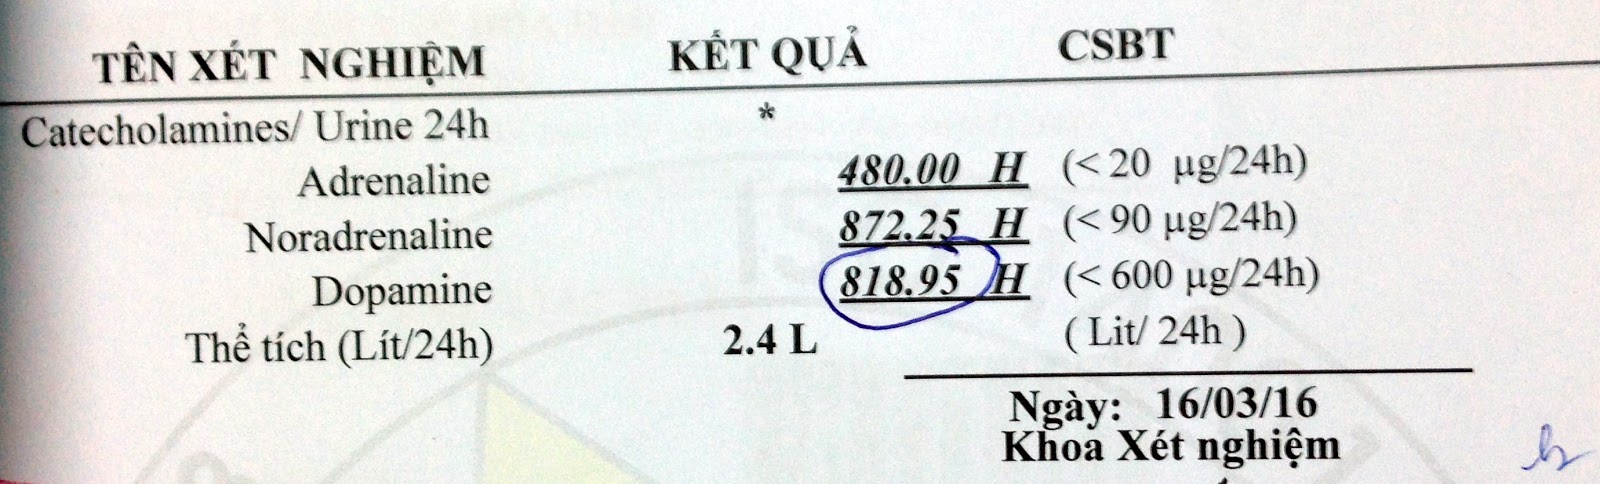 TÊN XÉT NGHIỆM KẾT QUẢ CSBT
Catecholamines/ Urine 24h *
Adrenaline 480.00 H (< 20 µg/24h)
Noradrenaline 872.25 H (< 90 µg/24h)
Dopamine 818.95 H (< 600 µg/24h)
Thể tích (Lít/24h) 2.4 L ( Lit/ 24h )
Ngày: 16/03/16
Khoa Xét nghiệm